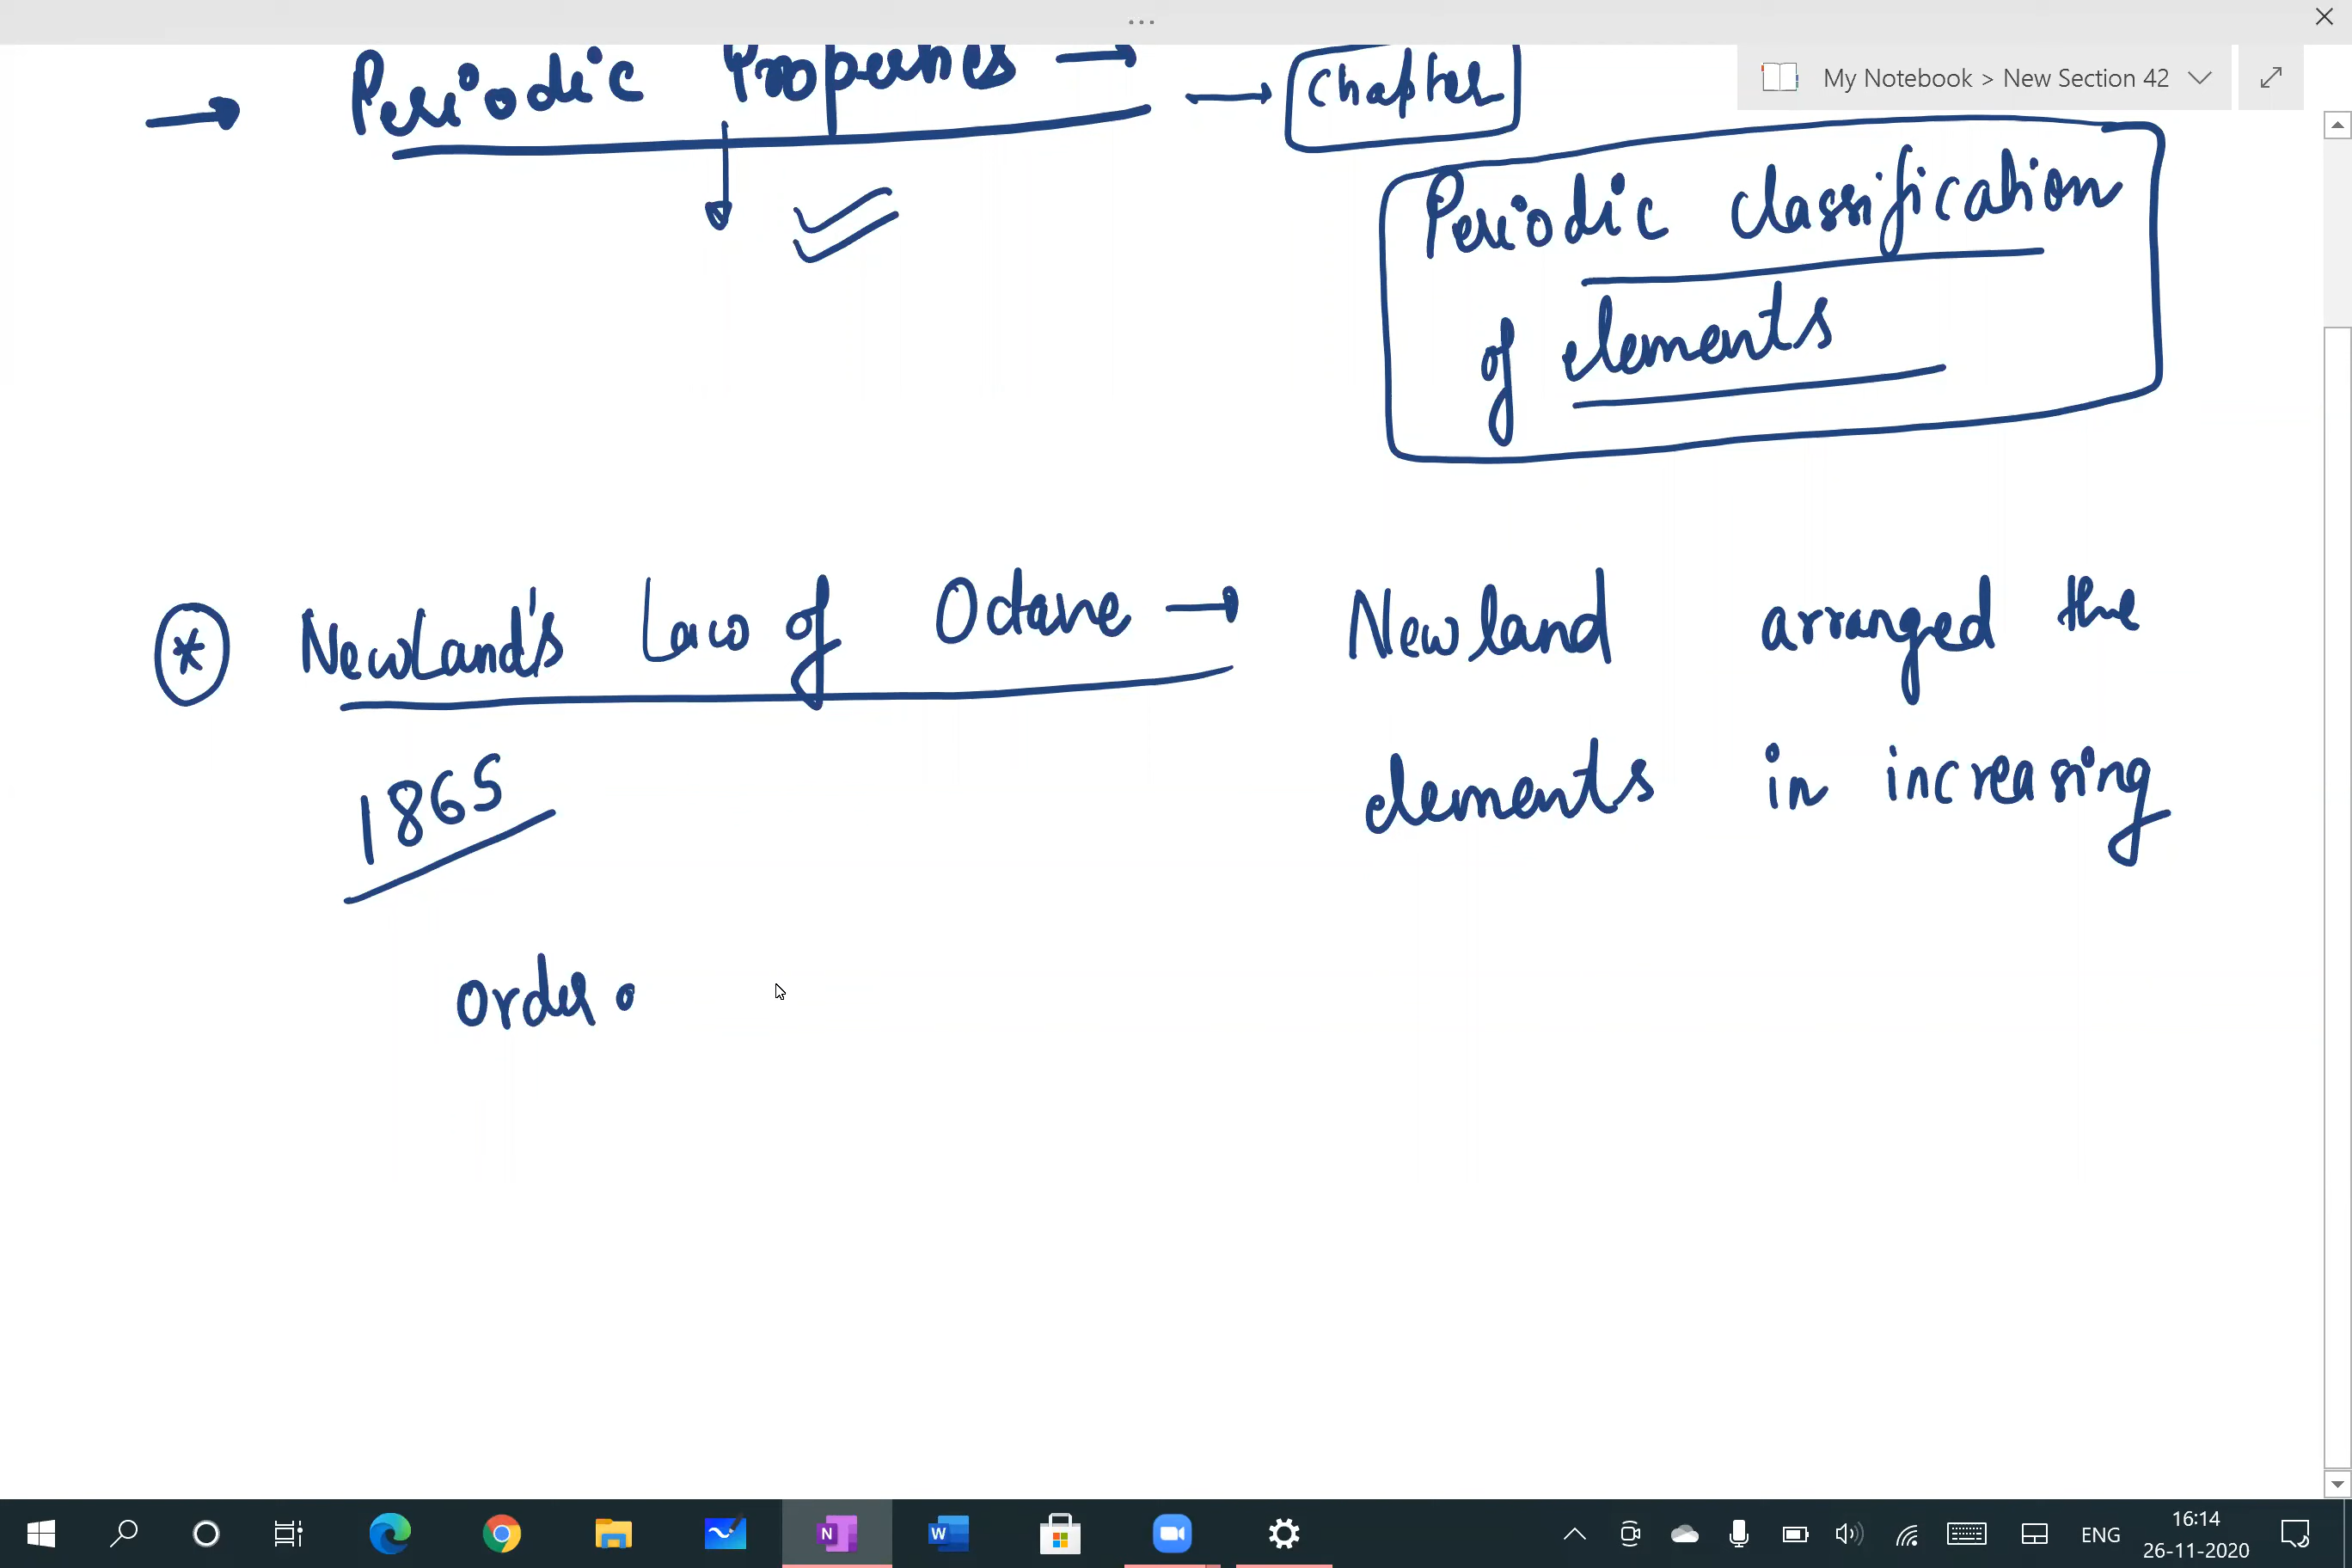 ...
→ Periodic Properties → → Chapter
My Notebook > New Section 42
Periodic classification
of elements
* Newland's Law of Octave → Newland arranged the
1865
elements in increasing
order o
N
W
ENG
16:14
26-11-2020